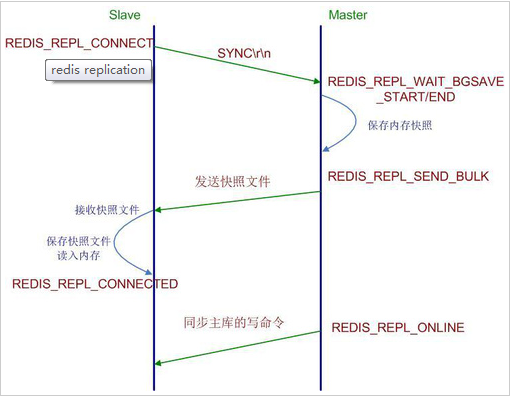 Slave
Master
REDIS_REPL_CONNECT
SYNC\r\n
redis replication
REDIS_REPL_WAIT_BGSAVE
_START/END
保存内存快照
发送快照文件
REDIS_REPL_SEND_BULK
接收快照文件
保存快照文件
读入内存
REDIS_REPL_CONNECTED
同步主库的写命令
REDIS_REPL_ONLINE